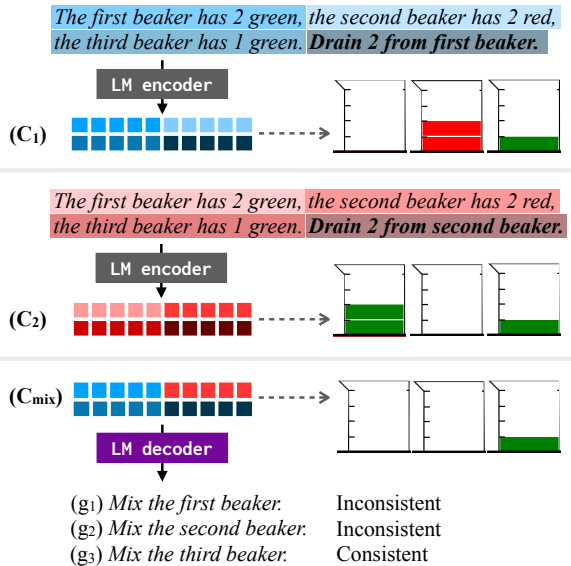 The first beaker has 2 green, the second beaker has 2 red,
the third beaker has 1 green. Drain 2 from first beaker.
LM encoder
(C1)
The first beaker has 2 green, the second beaker has 2 red,
the third beaker has 1 green. Drain 2 from second beaker.
LM encoder
(C2)
(Cmix)
LM decoder
(g1) Mix the first beaker. Inconsistent
(g2) Mix the second beaker. Inconsistent
(g3) Mix the third beaker. Consistent